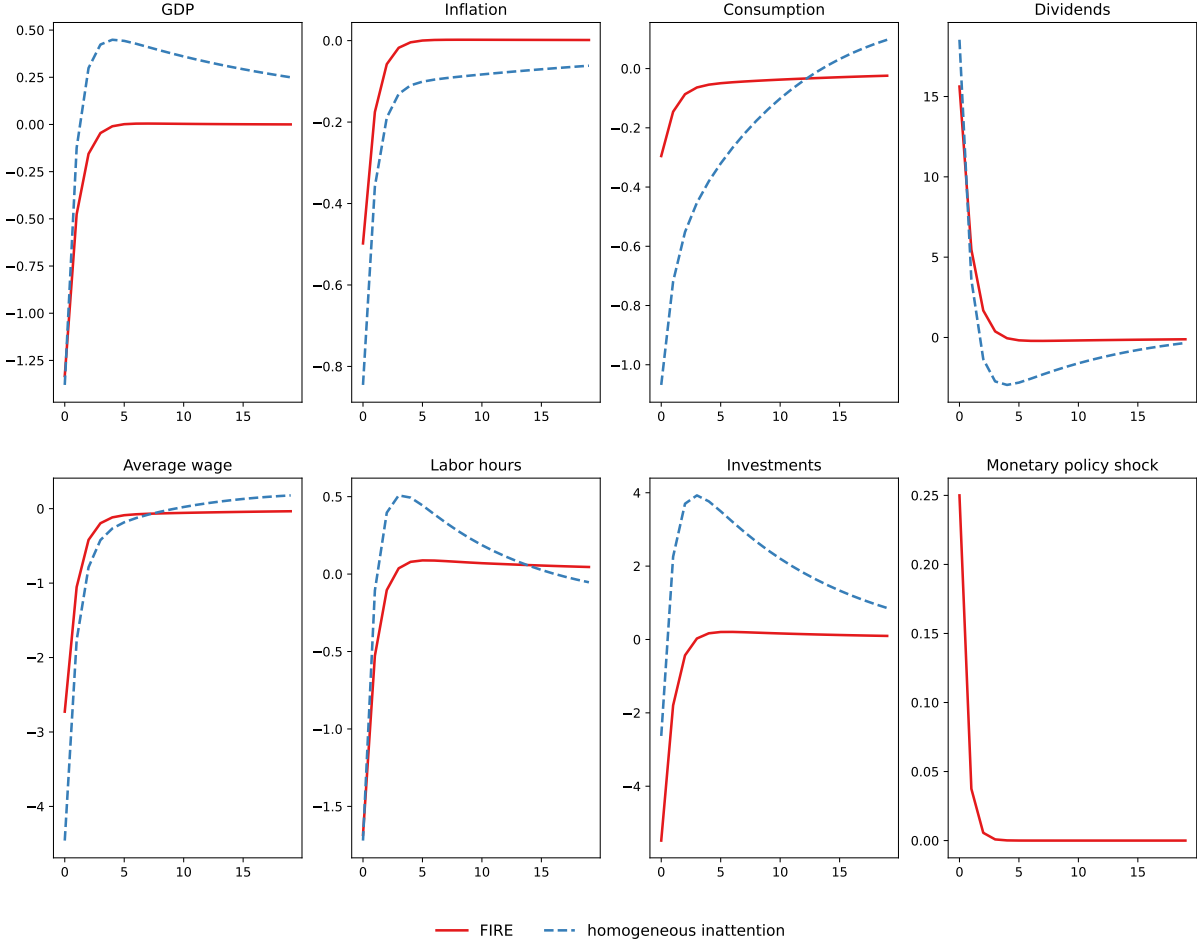 GDP
Inflation
Consumption
Dividends
0.50
0.25
0.00
−0.25
−0.50
−0.75
−1.00
−1.25
0 5 10 15
0.0
−0.2
−0.4
−0.6
−0.8
0 5 10 15
0.0
−0.2
−0.4
−0.6
−0.8
−1.0
0 5 10 15
15
10
5
0
0 5 10 15
Average wage
Labor hours
Investments
Monetary policy shock
0
−1
−2
−3
−4
0 5 10 15
0.5
0.0
−0.5
−1.0
−1.5
0 5 10 15
4
2
0
−2
−4
0 5 10 15
0.25
0.20
0.15
0.10
0.05
0.00
0 5 10 15
FIRE
homogeneous inattention